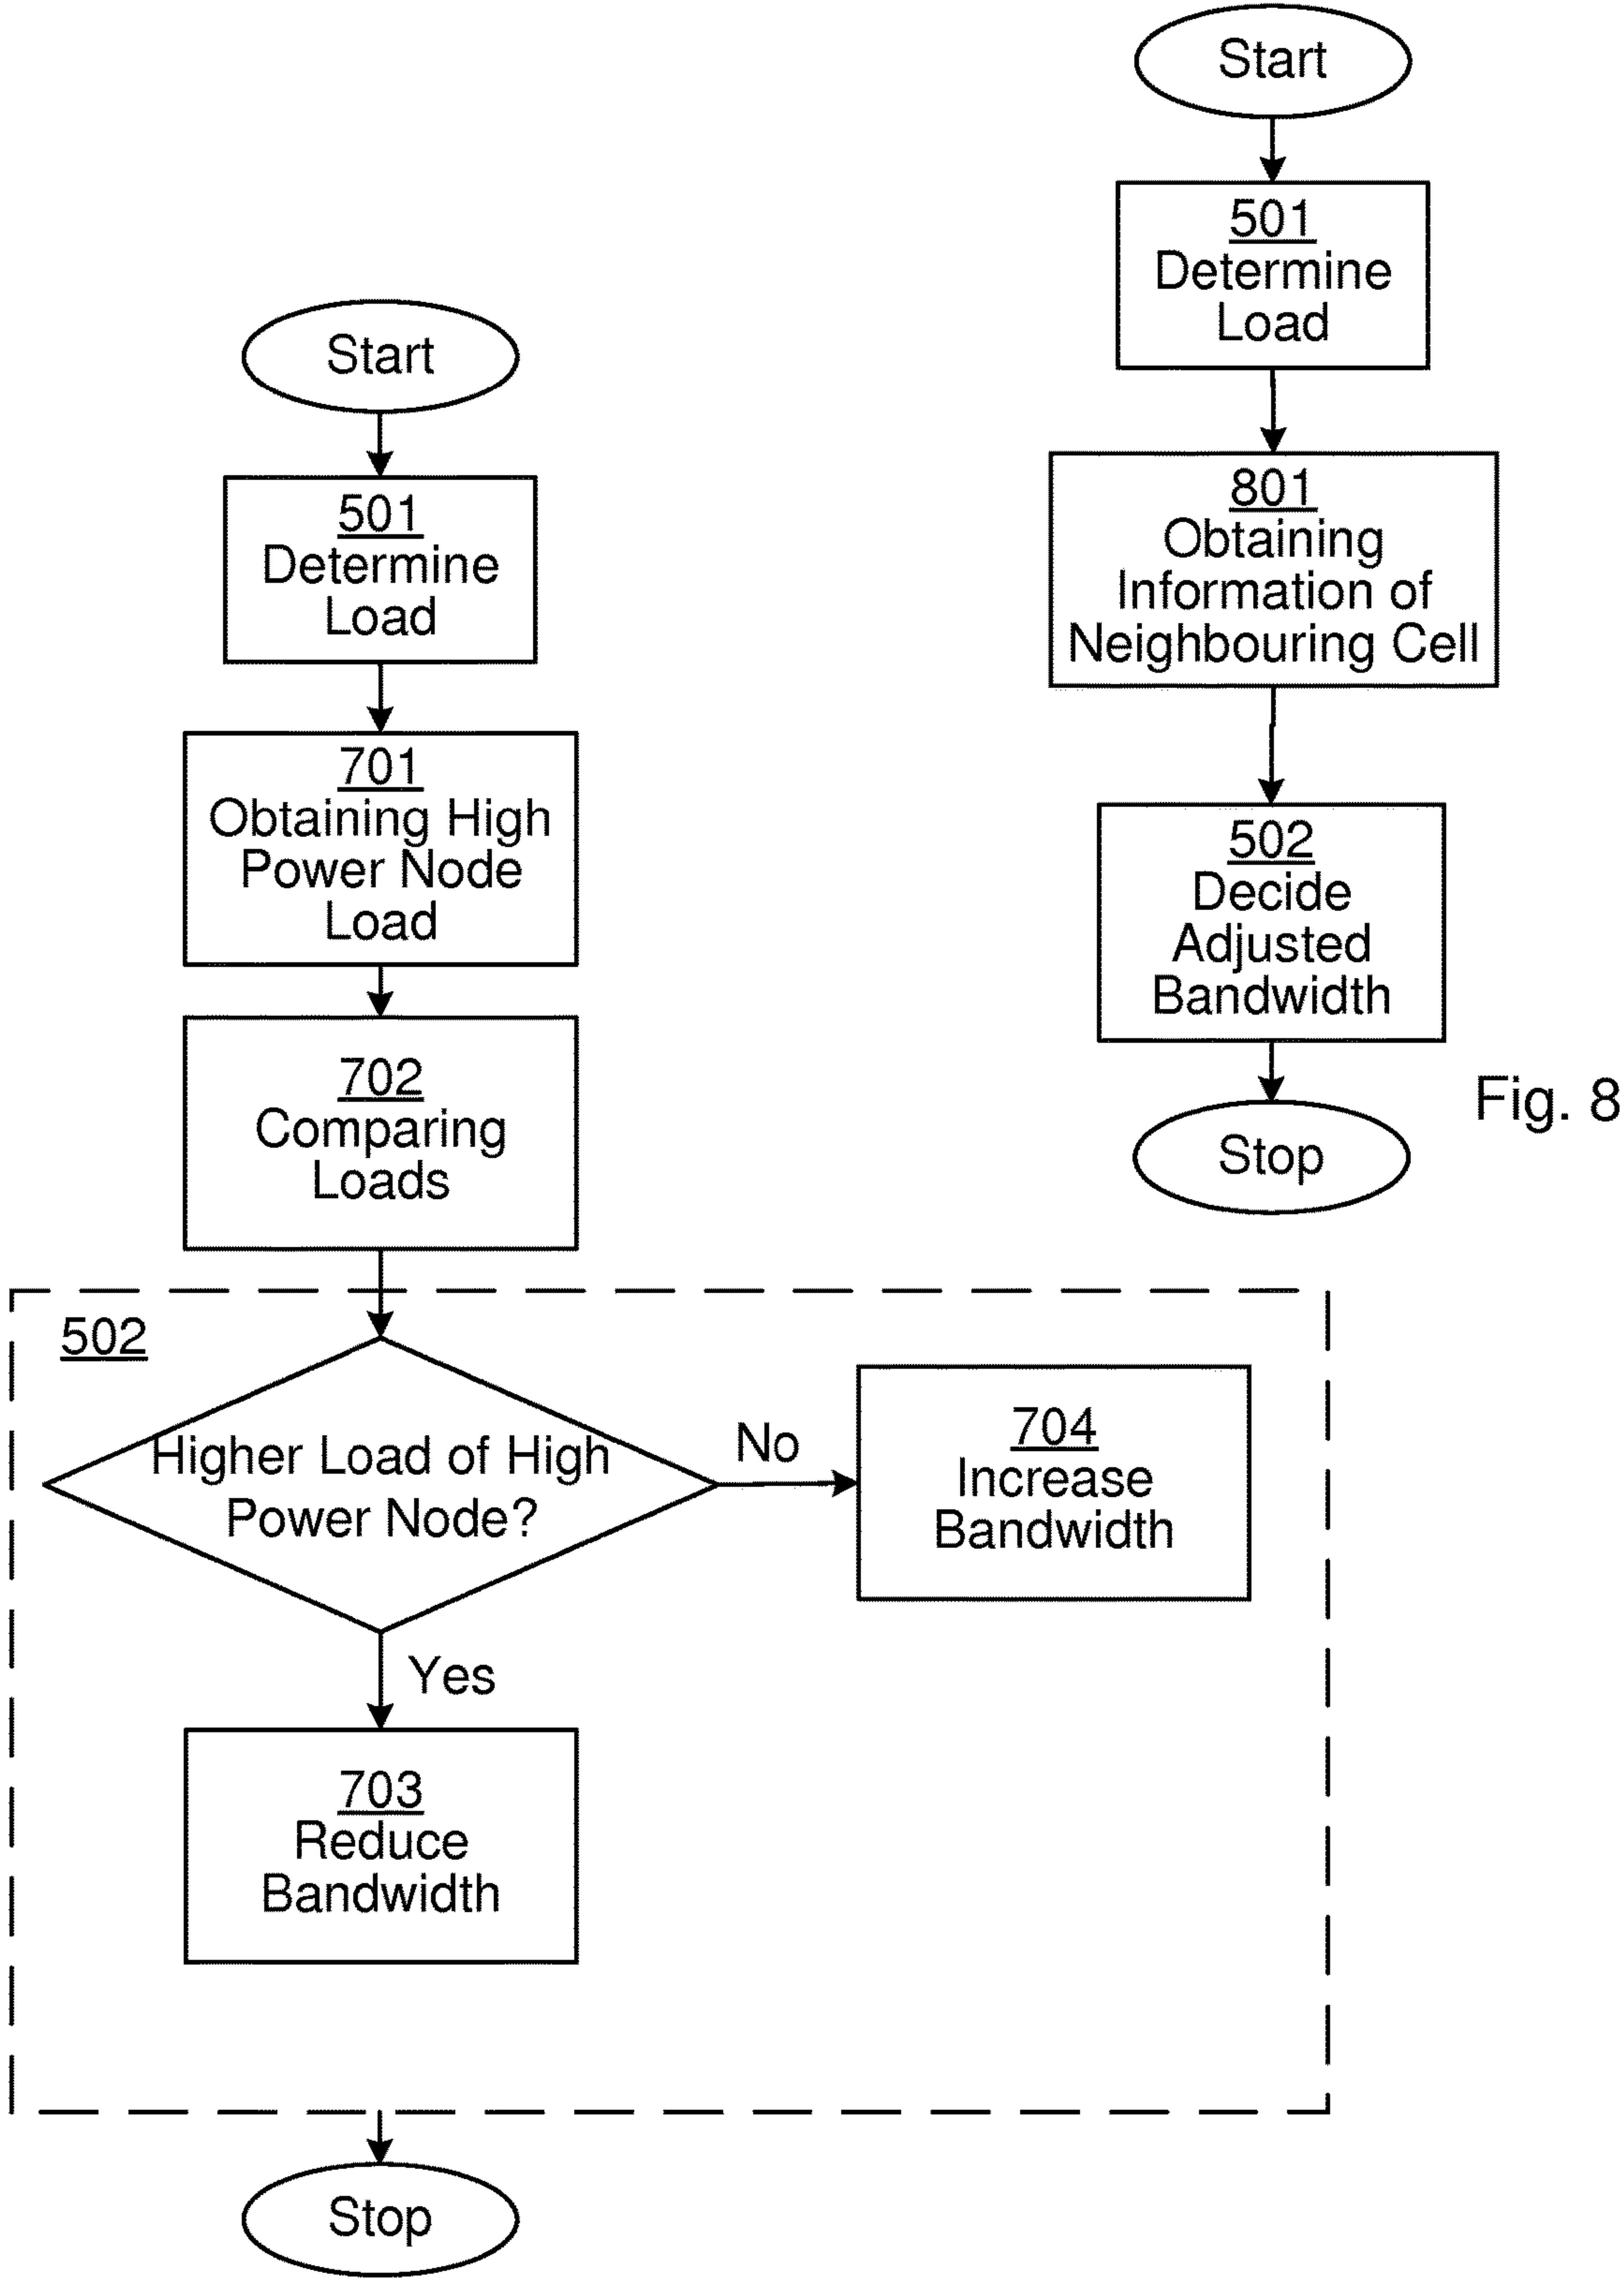 Start
501
Determine
Load
701
Obtaining High
Power Node
Load
702
Comparing
Loads
502
Higher Load of High
Power Node?
No
704
Increase
Bandwidth
Yes
703
Reduce
Bandwidth
Stop
Start
501
Determine
Load
801
Obtaining
Information of
Neighbouring Cell
502
Decide
Adjusted
Bandwidth
Stop
Fig. 8